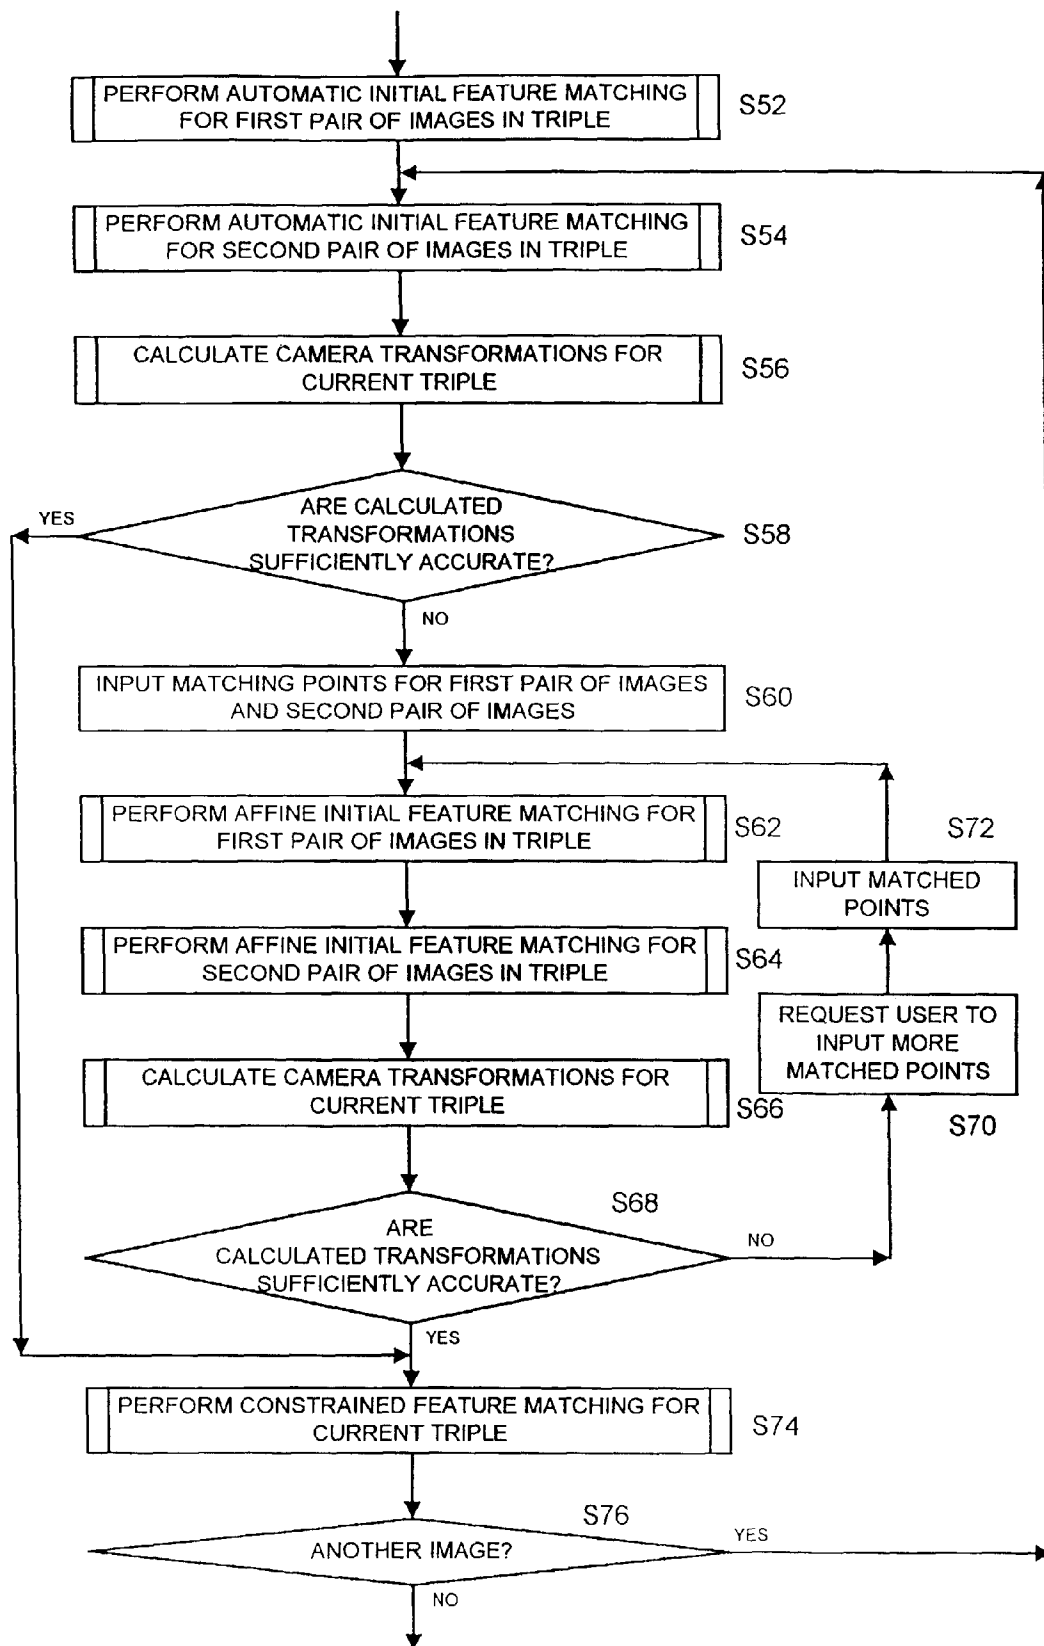 PERFORM AUTOMATIC INITIAL FEATURE MATCHING
FOR FIRST PAIR OF IMAGES IN TRIPLE
S52
PERFORM AUTOMATIC INITIAL FEATURE MATCHING
FOR SECOND PAIR OF IMAGES IN TRIPLE
S54
CALCULATE CAMERA TRANSFORMATIONS FOR
CURRENT TRIPLE
S56
YES
ARE CALCULATED
TRANSFORMATIONS
SUFFICIENTLY ACCURATE?
S58
NO
INPUT MATCHING POINTS FOR FIRST PAIR OF IMAGES
AND SECOND PAIR OF IMAGES
S60
PERFORM AFFINE INITIAL FEATURE MATCHING FOR
FIRST PAIR OF IMAGES IN TRIPLE
S62
S72
INPUT MATCHED
POINTS
PERFORM AFFINE INITIAL FEATURE MATCHING FOR
SECOND PAIR OF IMAGES IN TRIPLE
S64
REQUEST USER TO
INPUT MORE
MATCHED POINTS
S70
CALCULATE CAMERA TRANSFORMATIONS FOR
CURRENT TRIPLE
S66
S68
ARE
CALCULATED TRANSFORMATIONS
SUFFICIENTLY ACCURATE?
NO
YES
PERFORM CONSTRAINED FEATURE MATCHING FOR
CURRENT TRIPLE
S74
S76
ANOTHER IMAGE?
YES
NO